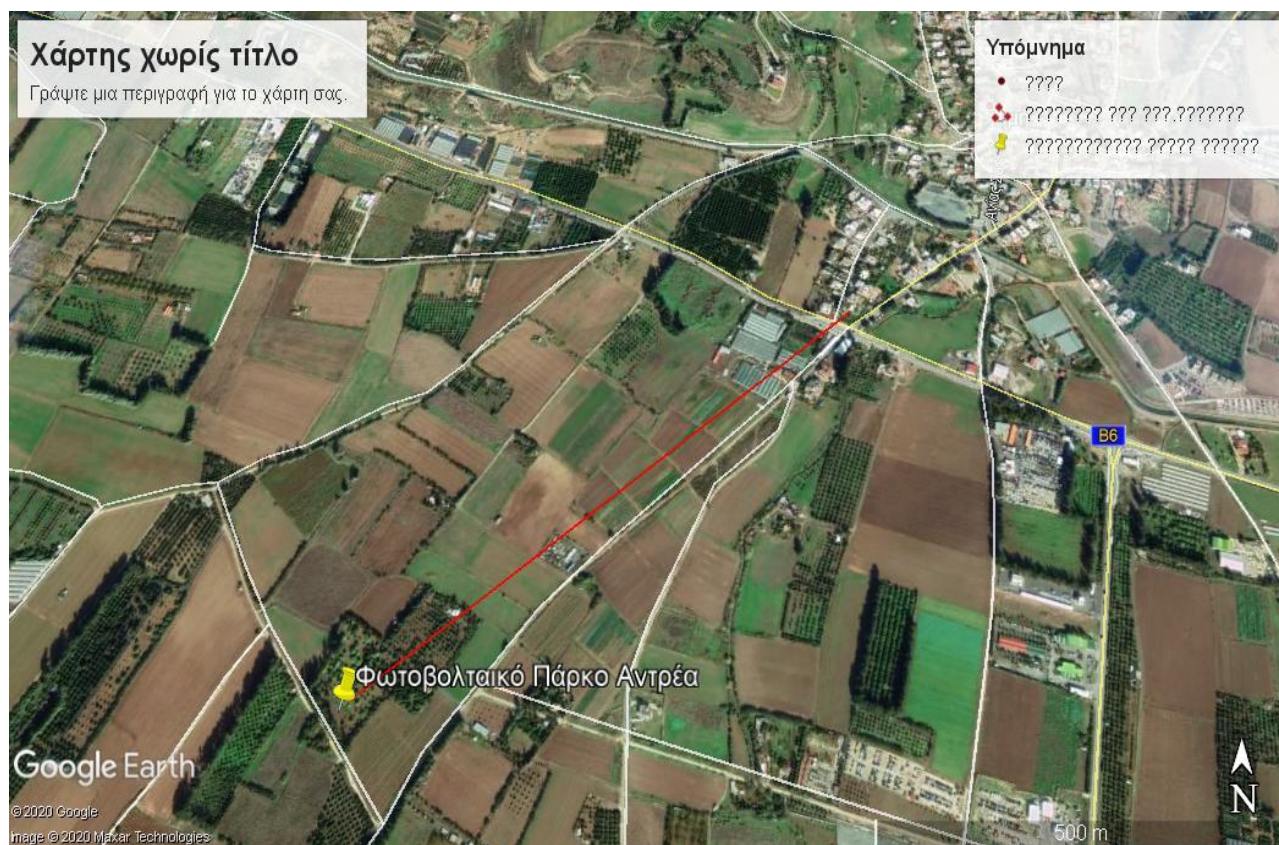 Χάρτης χωρίς τίτλο
Γράψτε μια περιγραφή για το χάρτη σας.
Υπόμνημα
????
???????? ??? ???.???????
???????????? ????? ??????
B6
Φωτοβολταικό Πάρκο Αντρέα
Google Earth
© 2020 Google
Image © 2020 Maxar Technologies
N
500 m